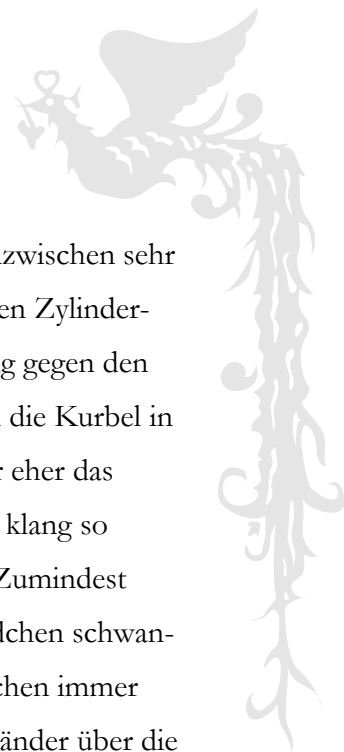 zwischen sehr
en Zylinder-
g gegen den
die Kurbel in
r eher das
klang so
Zumindest
dchen schwan-
chen immer
änder über die